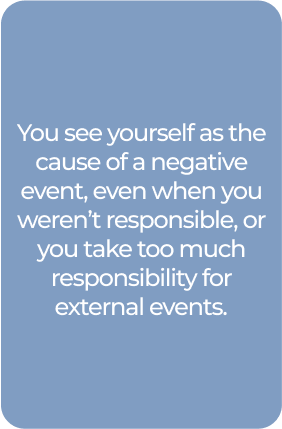 You see yourself as the
cause of a negative
event, even when you
weren’t responsible, or
you take too much
responsibility for
external events.